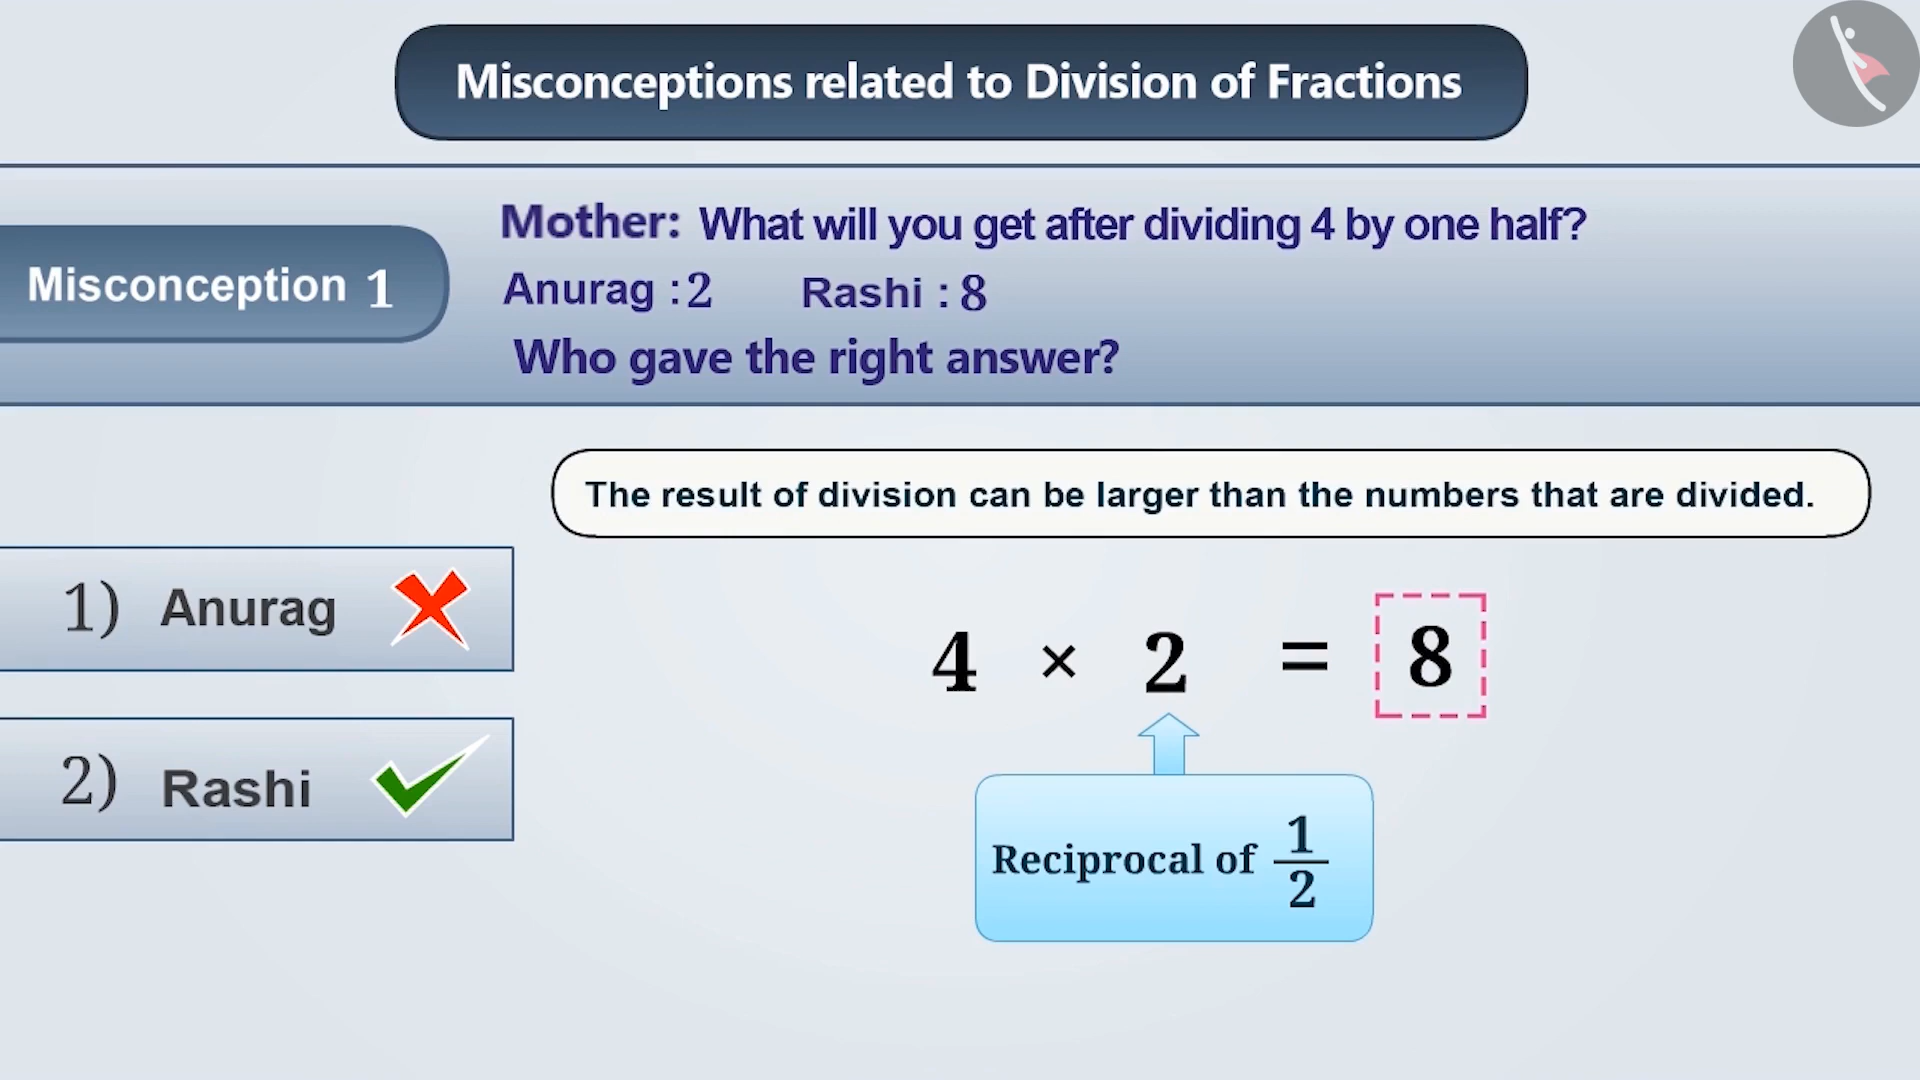 Misconceptions related to Division of Fractions
Misconception 1
Mother: What will you get after dividing 4 by one half?
Anurag : 2 Rashi : 8
Who gave the right answer?
The result of division can be larger than the numbers that are divided.
1) Anurag
2) Rashi
4 × 2 = 8
Reciprocal of 1/2